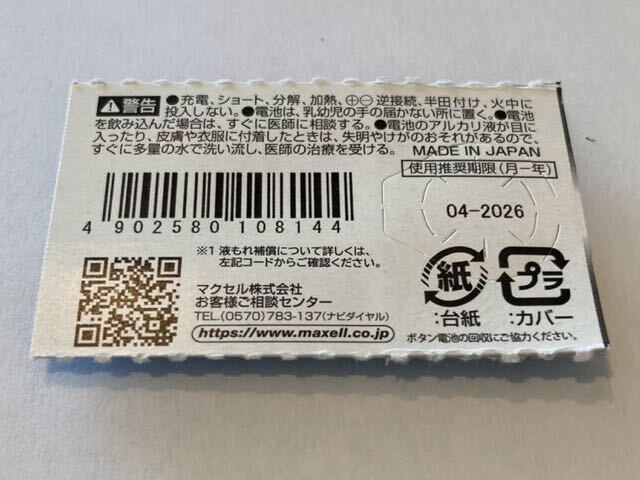 警告 ●充電、ショート、分解、加熱、⊕⊖逆接続、半田付け、火中に
投入しない。●電池は、乳幼児の手の届かない所に置く。●電池
を飲み込んだ場合は、すぐに医師に相談する。●電池のアルカリ液が目に
入ったり、皮膚や衣服に付着したときは、失明やけがのおそれがあるので、
すぐに多量の水で洗い流し、医師の治療を受ける。 MADE IN JAPAN
使用推奨期限(月－年)
04-2026
4 902580 108144
※1 液もれ補償について詳しくは、
左記コードからご確認ください。
マクセル株式会社
お客様ご相談センター
TEL.(0570)783-137(ナビダイヤル)
https://www.maxell.co.jp
紙
:台紙
プラ
:カバー
ボタン電池の回収にご協力ください。